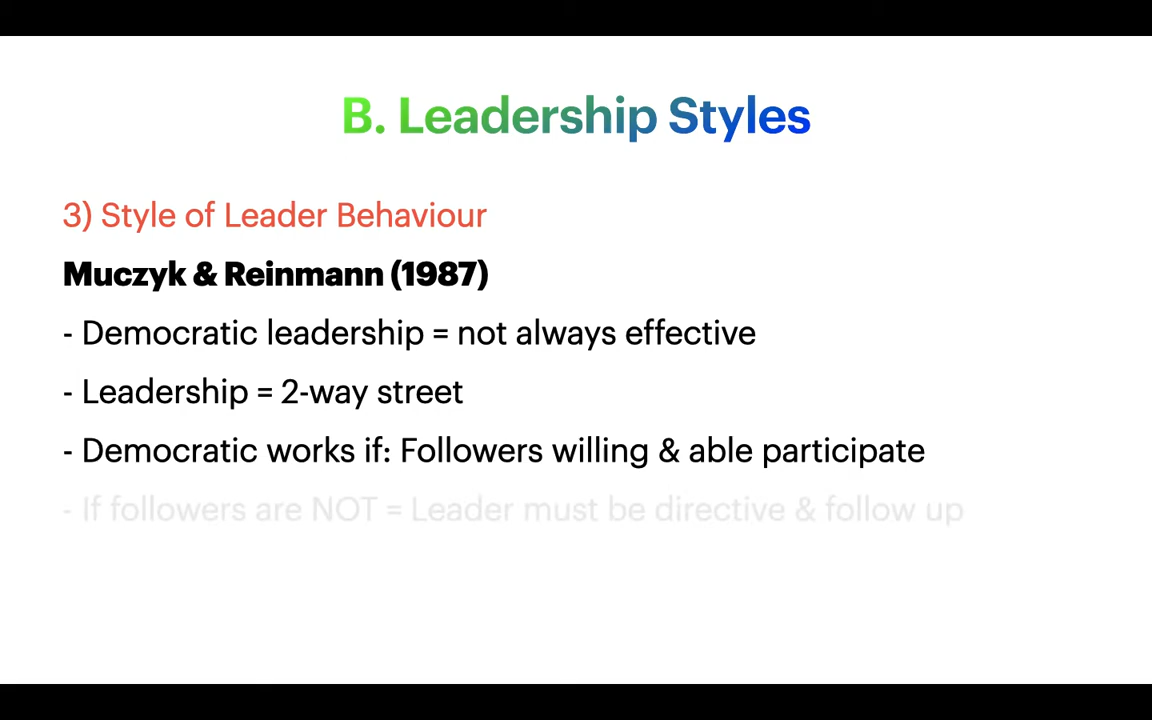 B. Leadership Styles
3) Style of Leader Behaviour
Muczyk & Reinmann (1987)
- Democratic leadership = not always effective
- Leadership = 2-way street
- Democratic works if: Followers willing & able participate
- If followers are NOT = Leader must be directive & follow up